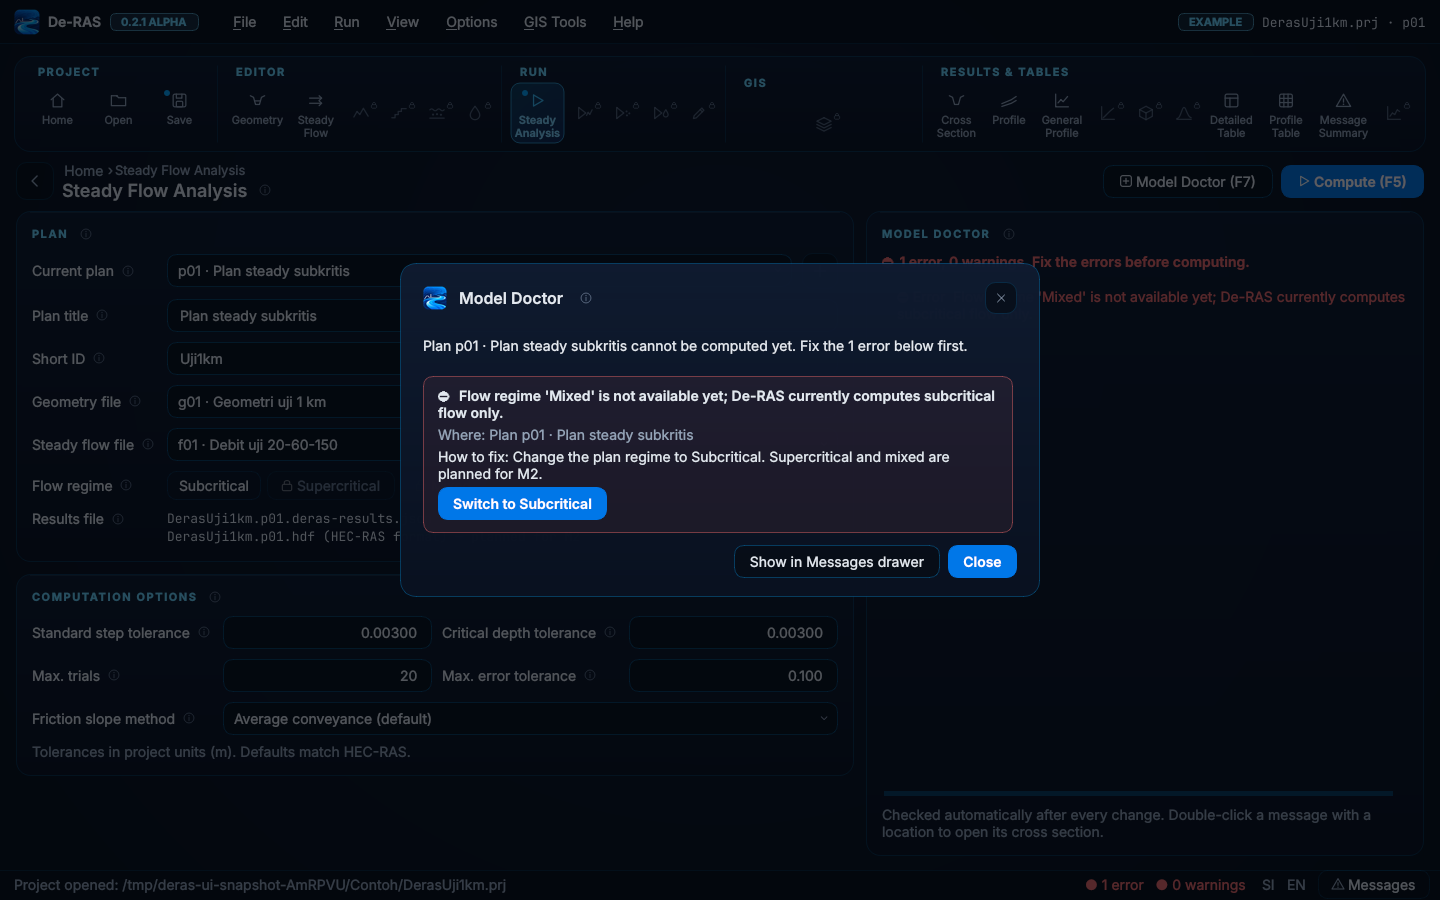 De-RAS 0.2.1 ALPHA File Edit Run View Options GIS Tools Help EXAMPLE DerasUji1km.prj · p01
PROJECT EDITOR RUN GIS RESULTS & TABLES
Home Open Save Geometry Steady Flow Steady Analysis Cross Section Profile General Profile Detailed Table Profile Table Message Summary
Home › Steady Flow Analysis
Steady Flow Analysis
Model Doctor (F7) Compute (F5)
PLAN
Current plan p01 · Plan steady subkritis
Plan title Plan steady subkritis
Short ID Uji1km
Geometry file g01 · Geometri uji 1 km
Steady flow file f01 · Debit uji 20-60-150
Flow regime Subcritical Supercritical
Results file DerasUji1km.p01.deras-results.
DerasUji1km.p01.hdf (HEC-RAS f
MODEL DOCTOR
1 error, 0 warnings. Fix the errors before computing.
'Mixed' is not available yet; De-RAS currently computes
Model Doctor
Plan p01 · Plan steady subkritis cannot be computed yet. Fix the 1 error below first.
Flow regime 'Mixed' is not available yet; De-RAS currently computes subcritical
flow only.
Where: Plan p01 · Plan steady subkritis
How to fix: Change the plan regime to Subcritical. Supercritical and mixed are
planned for M2.
Switch to Subcritical
Show in Messages drawer Close
COMPUTATION OPTIONS
Standard step tolerance 0.00300 Critical depth tolerance 0.00300
Max. trials 20 Max. error tolerance 0.100
Friction slope method Average conveyance (default)
Tolerances in project units (m). Defaults match HEC-RAS.
Checked automatically after every change. Double-click a message with a
location to open its cross section.
Project opened: /tmp/deras-ui-snapshot-AmRPVU/Contoh/DerasUji1km.prj 1 error 0 warnings SI EN Messages